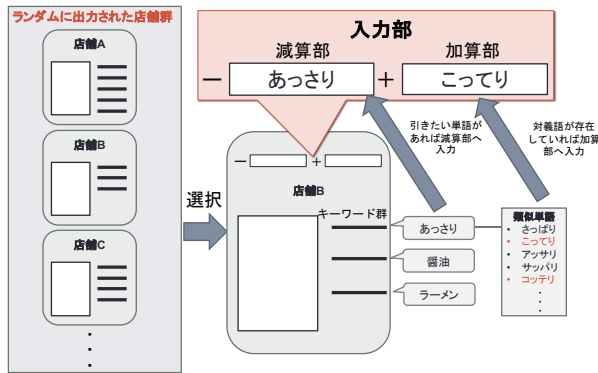 ランダムに出力された店舗群
店舗A
店舗B
店舗C
・
・
・
選択
入力部
減算部
加算部
－ あっさり ＋ こってり
引きたい単語が
あれば減算部へ
入力
対義語が存在
していれば加算
部へ入力
－ ＋
店舗B
キーワード群
あっさり
醤油
ラーメン
類似単語
• さっぱり
• こってり
• アッサリ
• サッパリ
• コッテリ
・
・
・